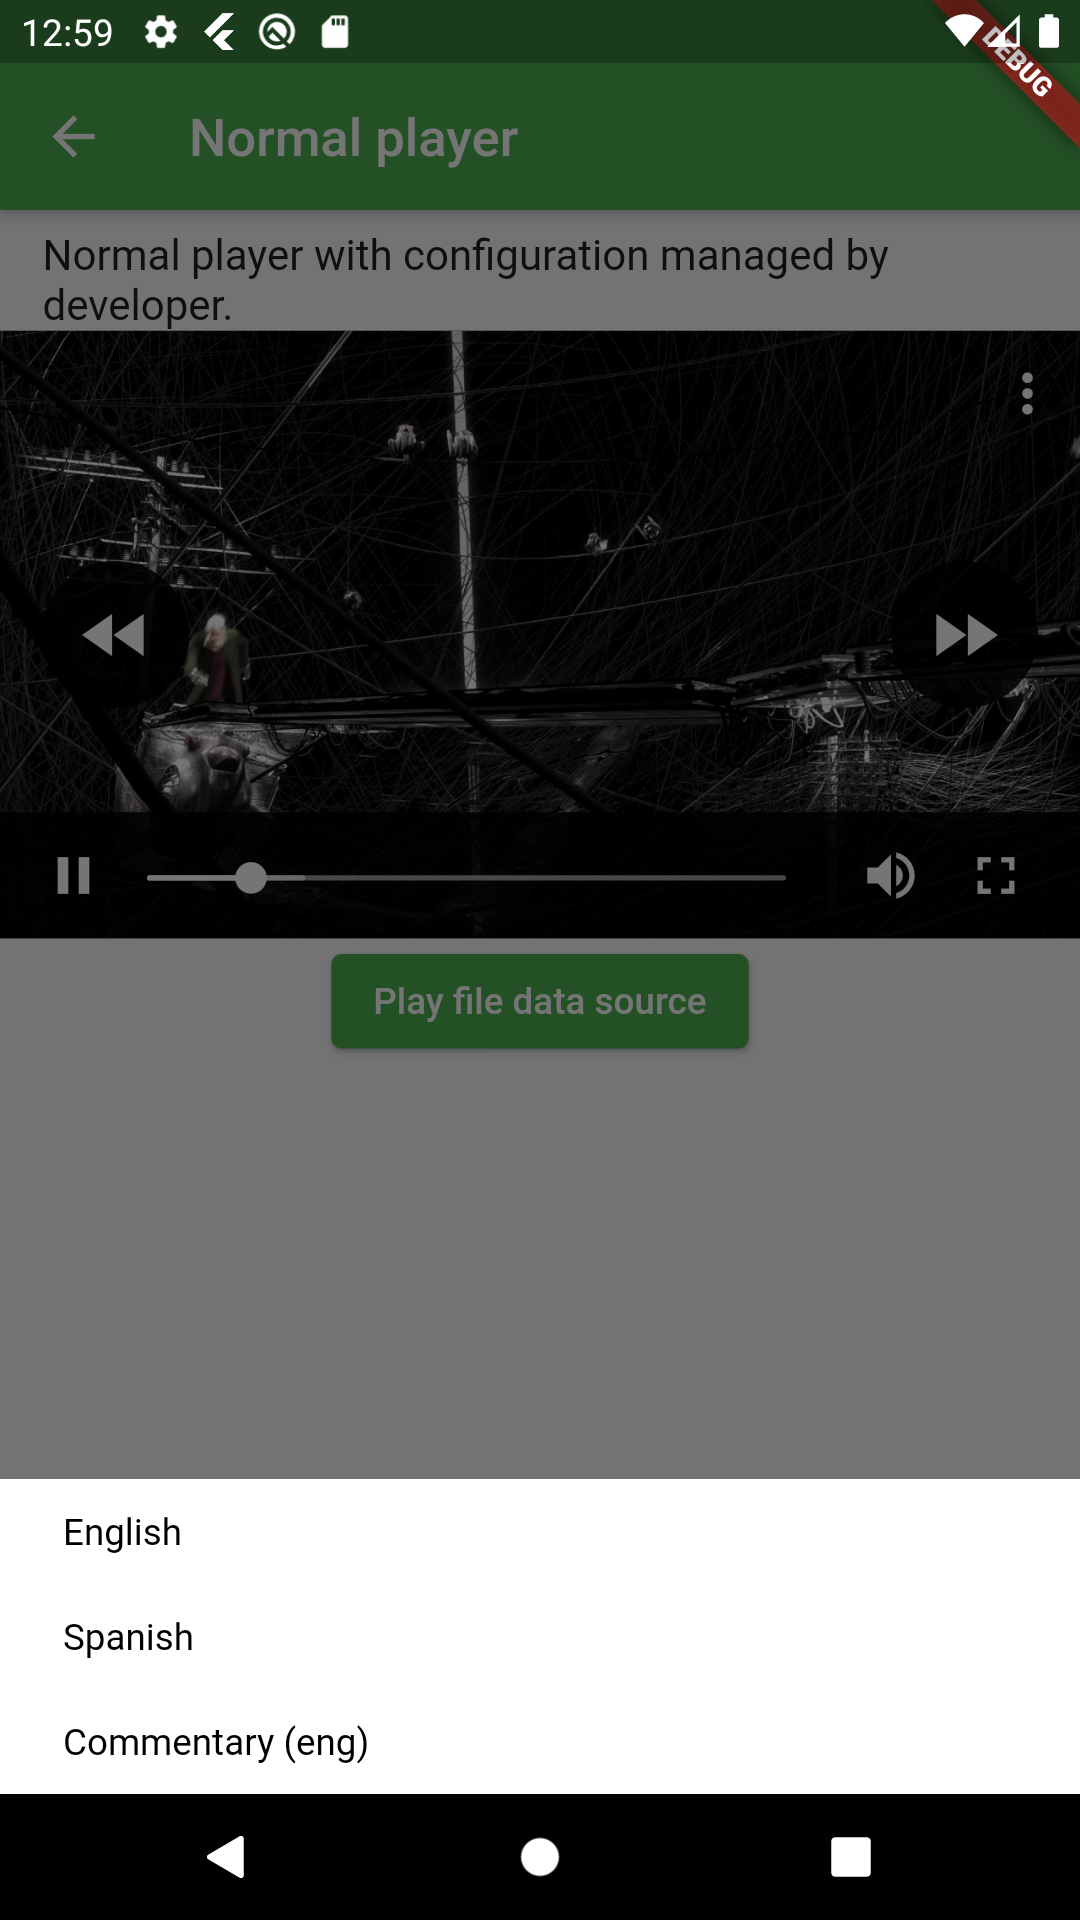 12:59
DEBUG
Normal player
Normal player with configuration managed by
developer.
Play file data source
English
Spanish
Commentary (eng)